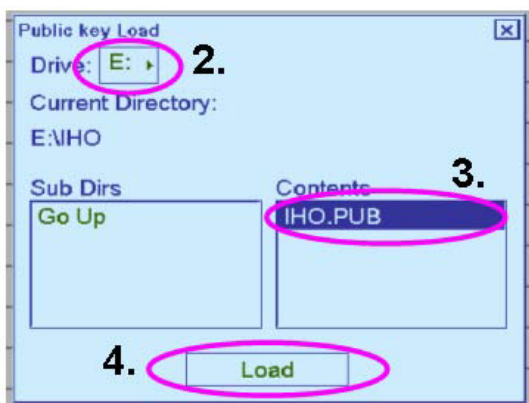 Public key Load
Drive: E: 2.
Current Directory:
E:\IHO
Sub Dirs Contents 3.
Go Up IHO.PUB
4. Load